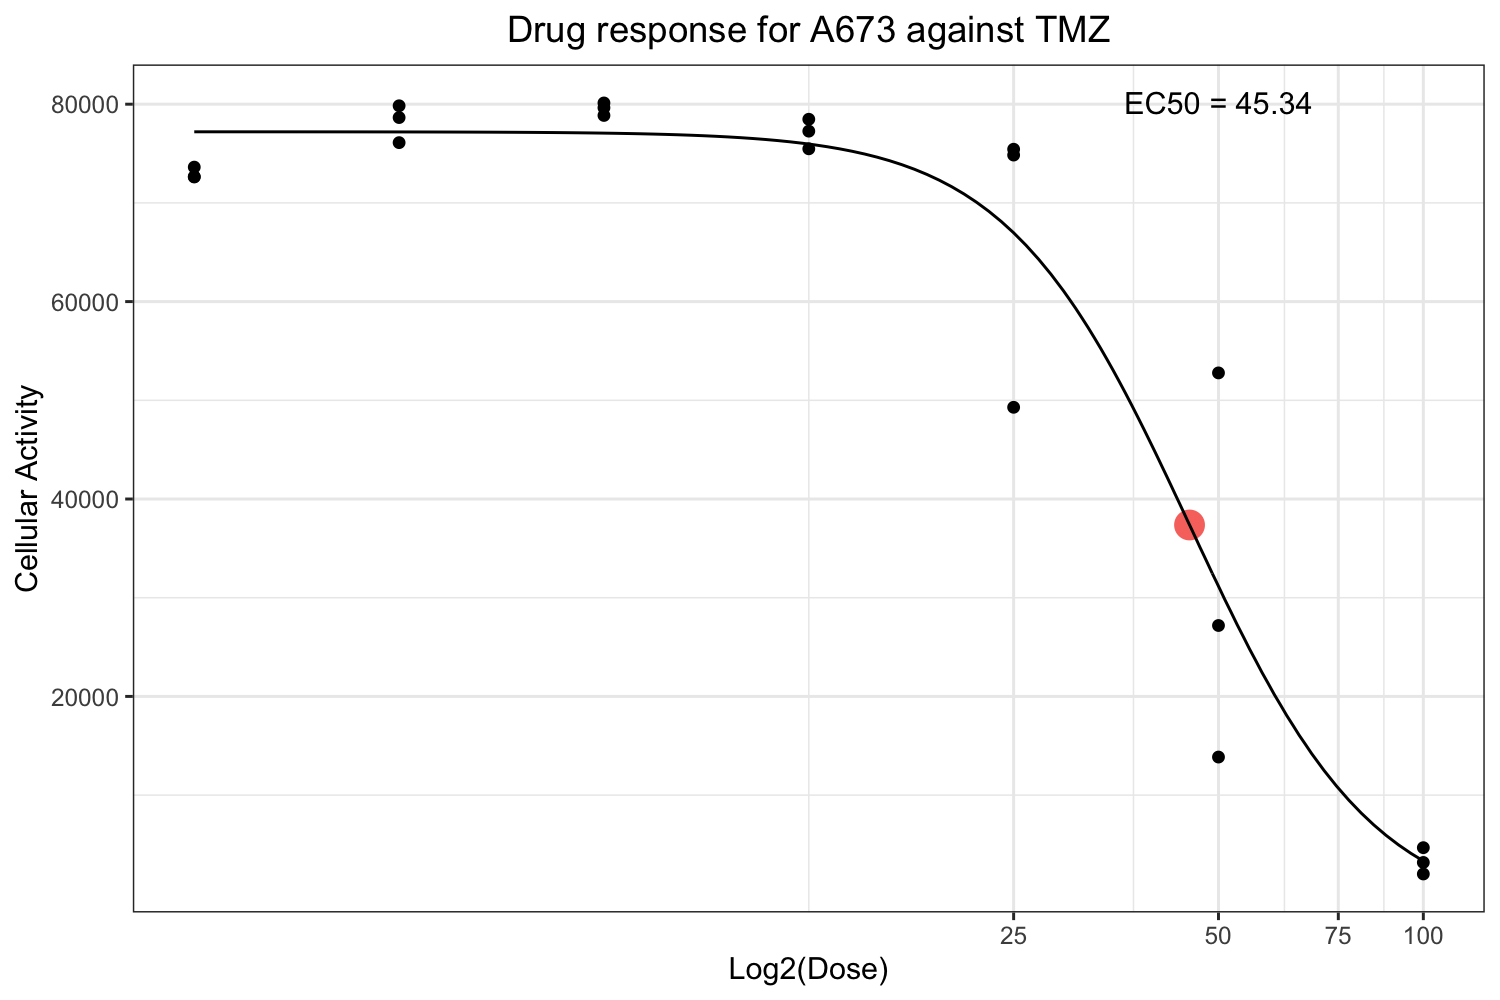 Drug response for A673 against TMZ
EC50 = 45.34
80000
60000
40000
20000
Cellular Activity
25 50 75 100
Log2(Dose)